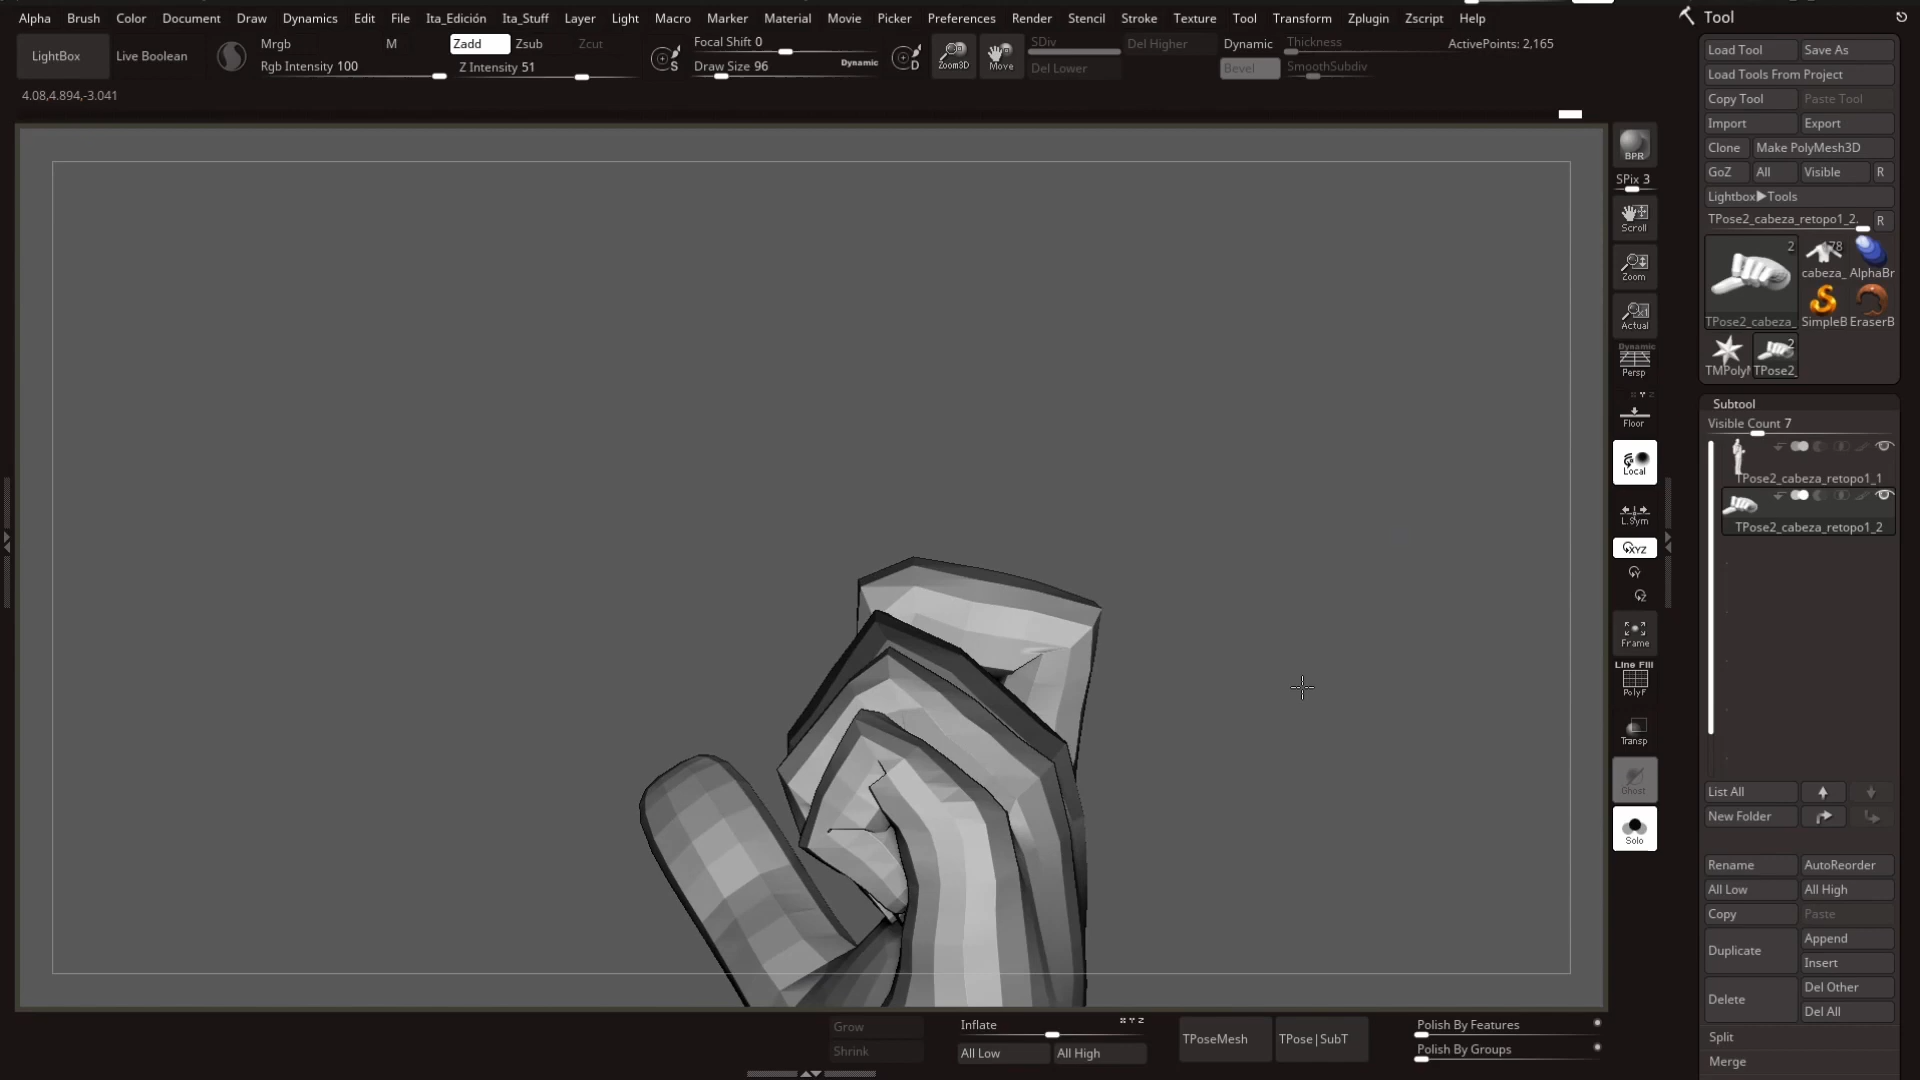 Alpha Brush Color Document Draw Dynamics Edit File Ita_Edición Ita_Stuff Layer Light Macro Marker Material Movie Picker Preferences Render Stencil Stroke Texture Tool Transform Zplugin Zscript Help
LightBox Live Boolean
Mrgb M
Rgb Intensity 100
Zadd Zsub Zcut
Z Intensity 51
S
Focal Shift 0
Draw Size 96 Dynamic
D
Zoom3D Move
SDiv
Del Lower
Del Higher
Dynamic
Bevel
Thickness
SmoothSubdiv
ActivePoints: 2,165
4.08,4.894,-3.041
BPR
SPix 3
Scroll
Zoom
Actual
Dynamic
Persp
Floor
Local
L.Sym
XYZ
Y
Z
Frame
Line Fill
PolyF
Transp
Ghost
Solo
Tool
Load Tool Save As
Load Tools From Project
Copy Tool Paste Tool
Import Export
Clone Make PolyMesh3D
GoZ All Visible R
Lightbox▶Tools
TPose2_cabeza_retopo1_2. R
2
TPose2_cabeza_
cabeza_ AlphaBr
SimpleB EraserB
2
TPose2_
Subtool
Visible Count 7
TPose2_cabeza_retopo1_1
TPose2_cabeza_retopo1_2
List All
New Folder
Rename AutoReorder
All Low All High
Copy Paste
Duplicate Append
Insert
Delete Del Other
Del All
Split
Merge
Grow
Shrink
Inflate X Y Z
All Low All High
TPoseMesh TPose|SubT
Polish By Features
Polish By Groups